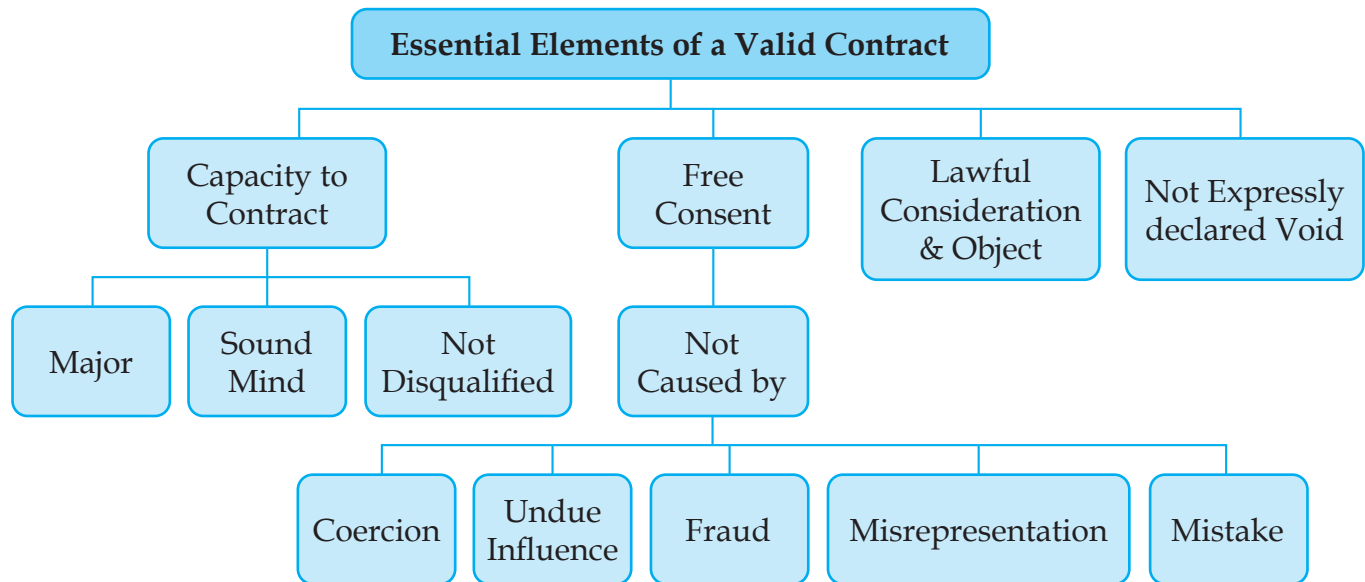 Essential Elements of a Valid Contract
Capacity to
Contract
Free
Consent
Lawful
Consideration
& Object
Not Expressly
declared Void
Major
Sound
Mind
Not
Disqualified
Not
Caused by
Coercion
Undue
Influence
Fraud
Misrepresentation
Mistake